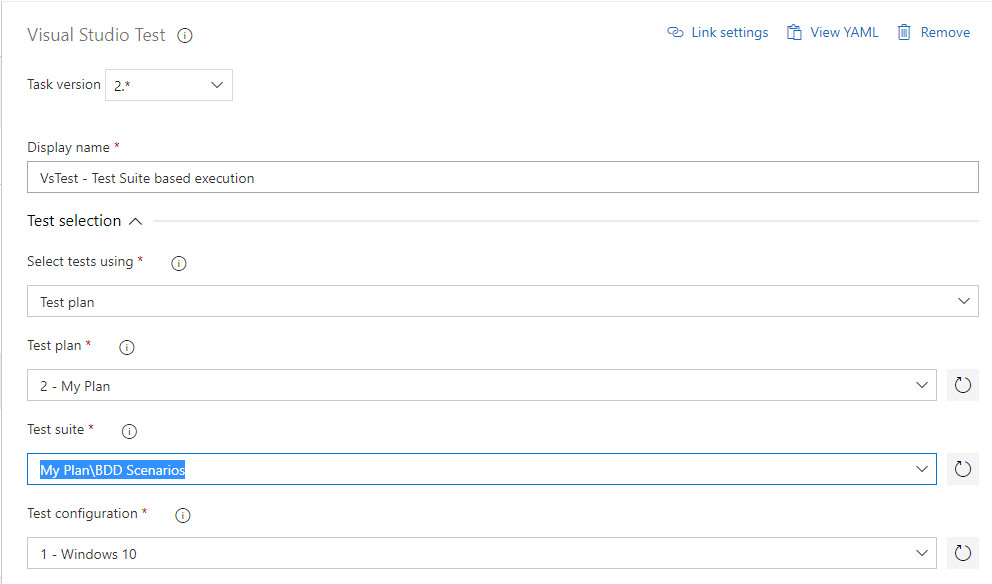 Visual Studio Test
Link settings View YAML Remove
Task version 2.*
Display name *
VsTest - Test Suite based execution
Test selection
Select tests using *
Test plan
Test plan *
2 - My Plan
Test suite *
My Plan\BDD Scenarios
Test configuration *
1 - Windows 10